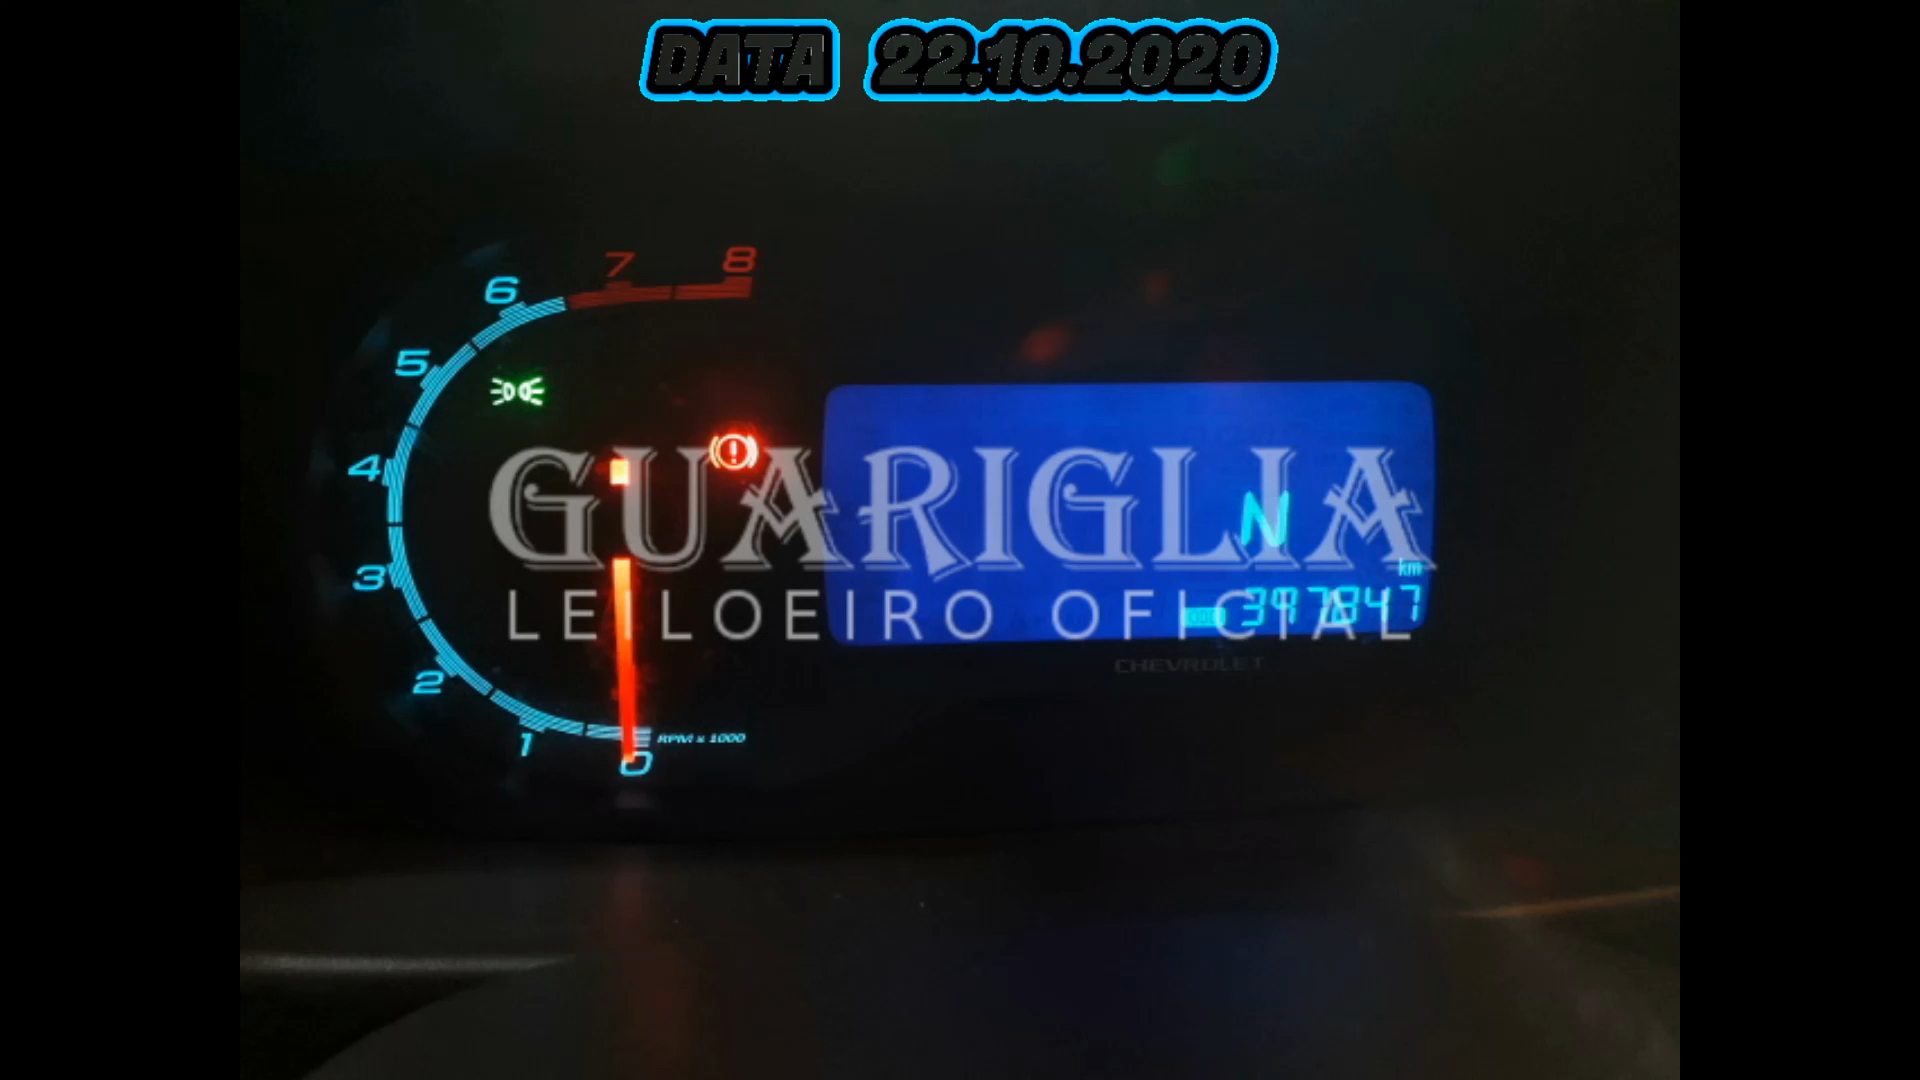 DATA 22.10.2020
8
7
6
5
4
3
2
1
0
RPM x 1000
GUARIGLIA
LEILOEIRO OFICIAL
N
km
397847
CHEVROLET